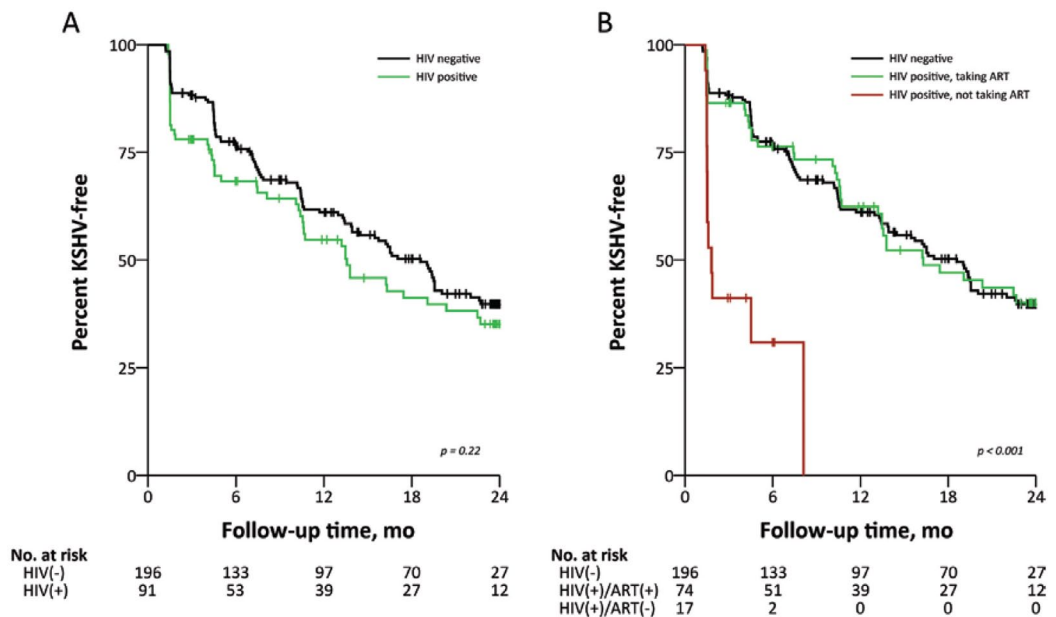 A
Percent KSHV-free
100
75
50
25
0
HIV negative
HIV positive
p = 0.22
0 6 12 18 24
Follow-up time, mo
No. at risk
HIV(-) 196 133 97 70 27
HIV(+) 91 53 39 27 12
B
Percent KSHV-free
100
75
50
25
0
HIV negative
HIV positive, taking ART
HIV positive, not taking ART
p < 0.001
0 6 12 18 24
Follow-up time, mo
No. at risk
HIV(-) 196 133 97 70 27
HIV(+)/ART(+) 74 51 39 27 12
HIV(+)/ART(-) 17 2 0 0 0